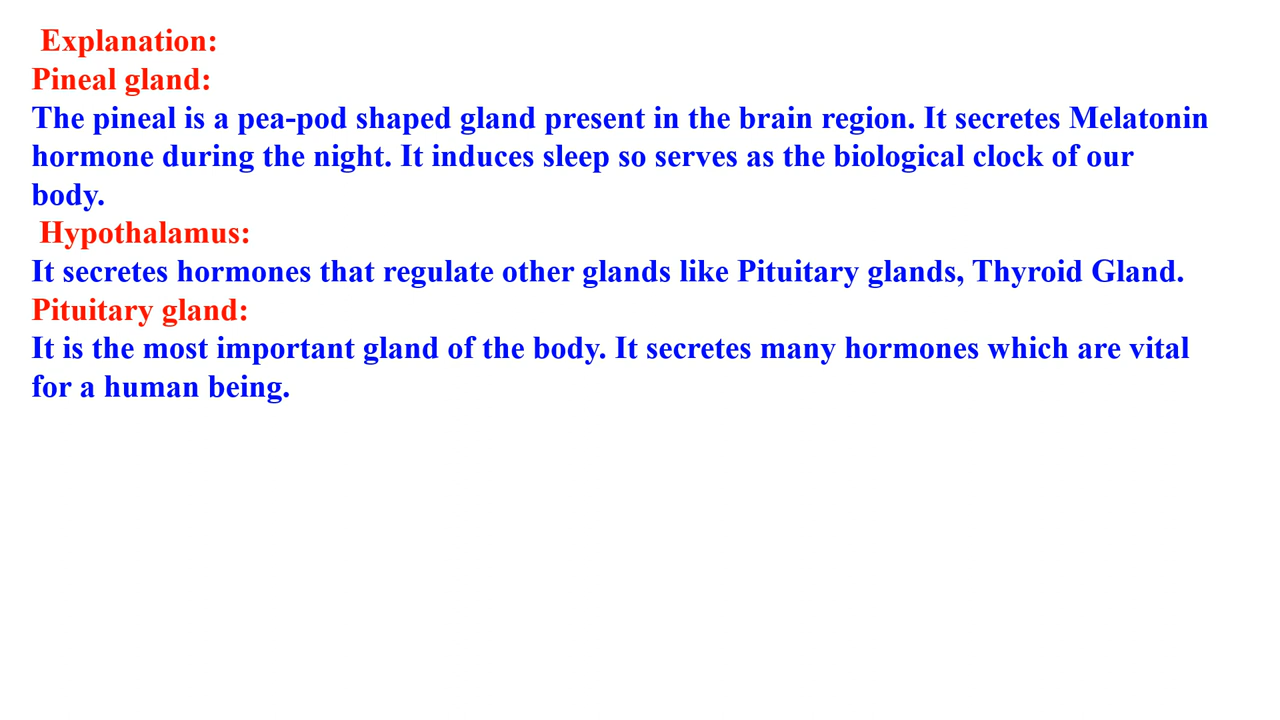 Explanation:
Pineal gland:
The pineal is a pea-pod shaped gland present in the brain region. It secretes Melatonin
hormone during the night. It induces sleep so serves as the biological clock of our
body.
Hypothalamus:
It secretes hormones that regulate other glands like Pituitary glands, Thyroid Gland.
Pituitary gland:
It is the most important gland of the body. It secretes many hormones which are vital
for a human being.